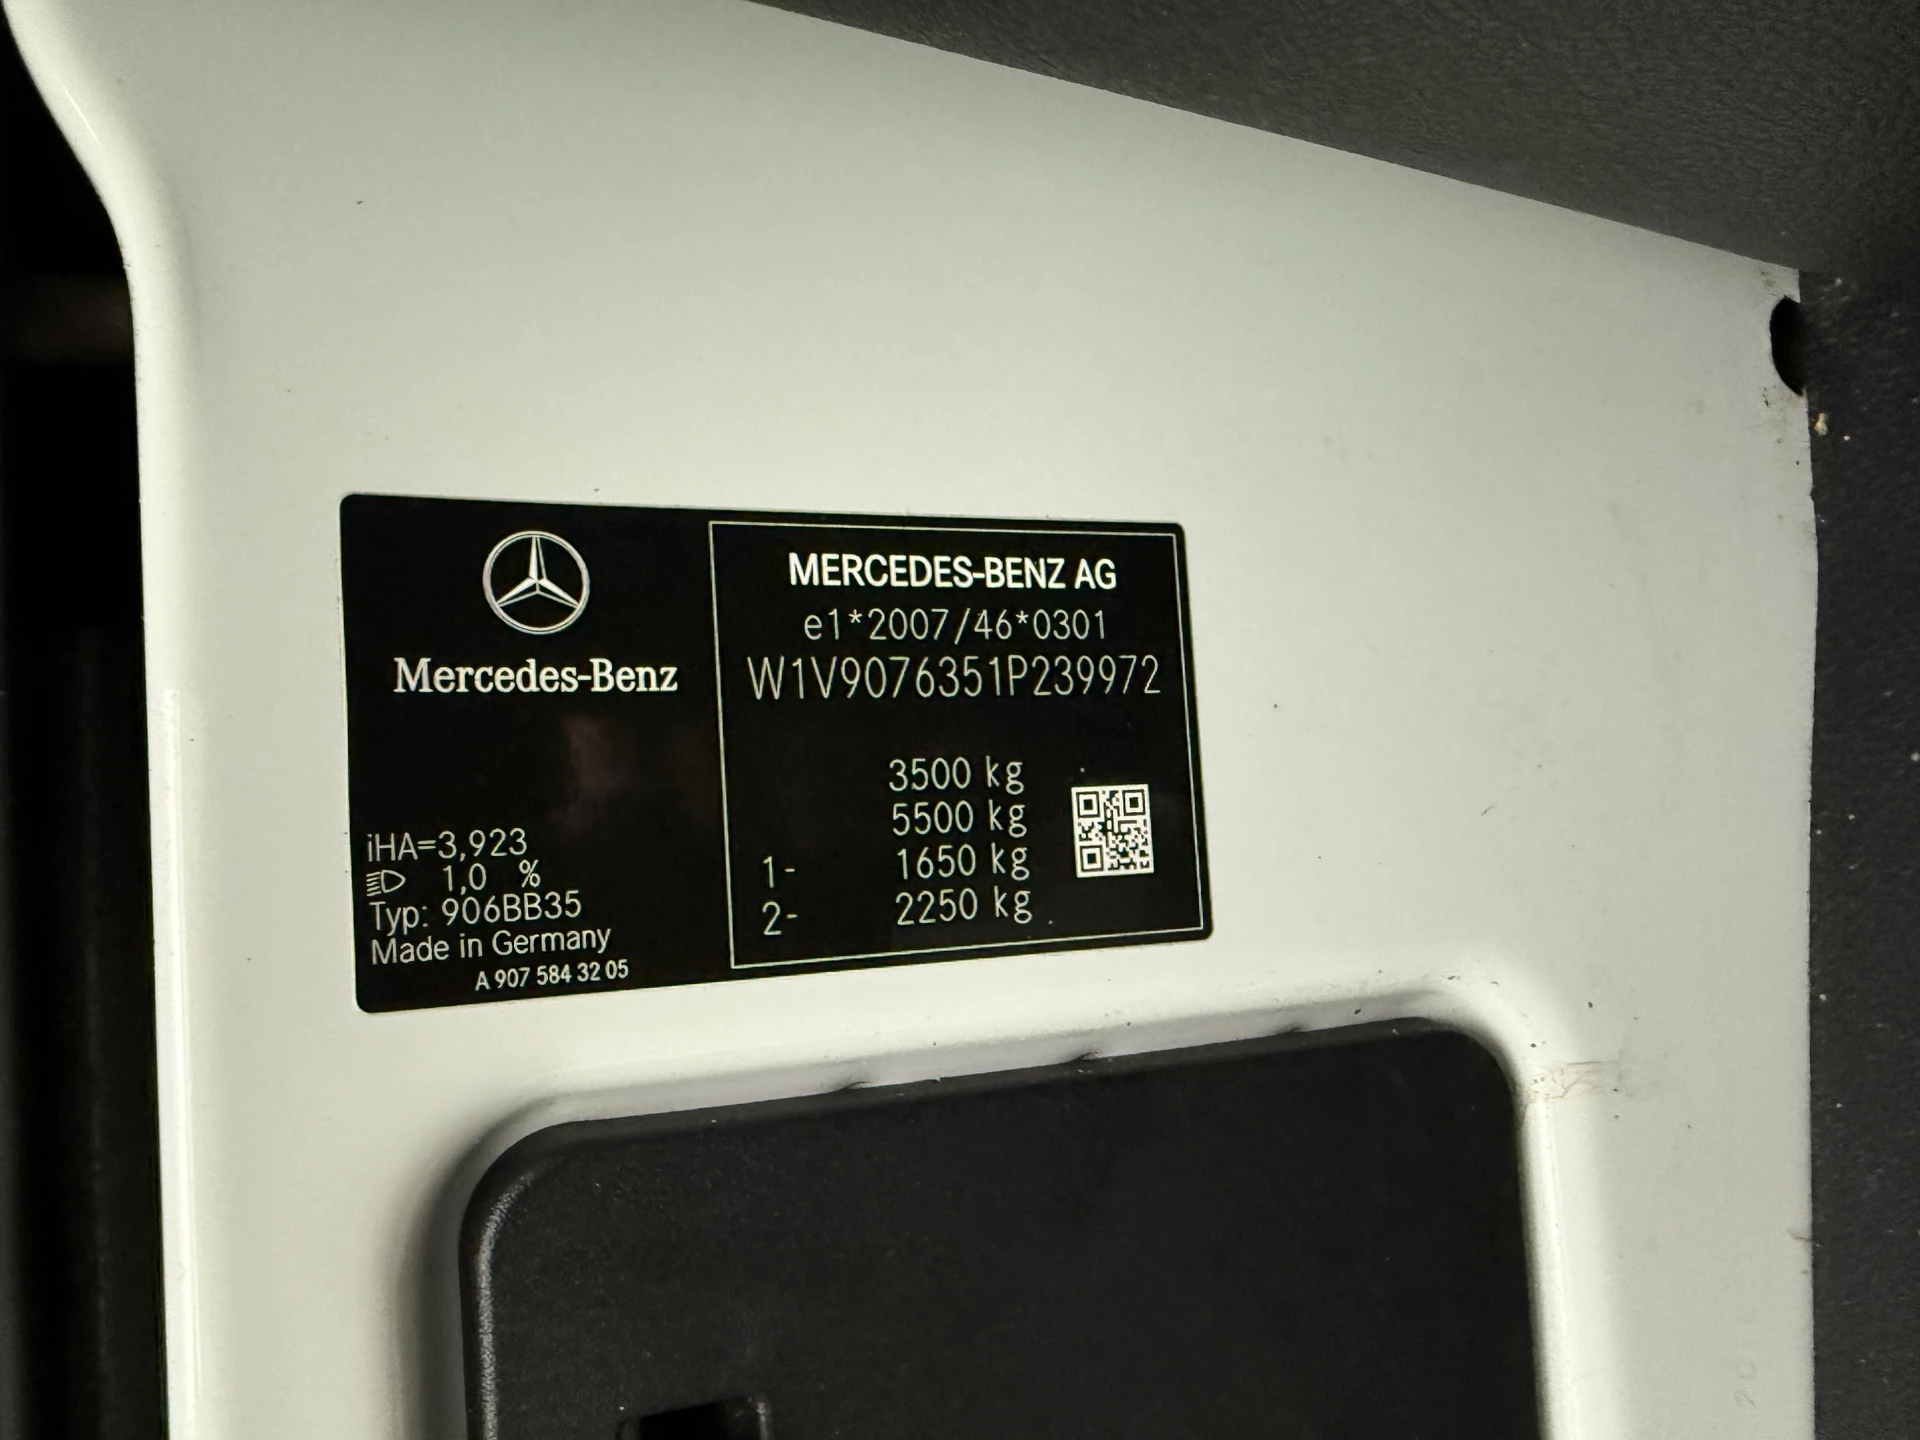 Mercedes-Benz
iHA=3,923
1,0 %
Typ: 906BB35
Made in Germany
A 907 584 32 05
MERCEDES-BENZ AG
e1*2007/46*0301
W1V9076351P239972
3500 kg
5500 kg
1- 1650 kg
2- 2250 kg